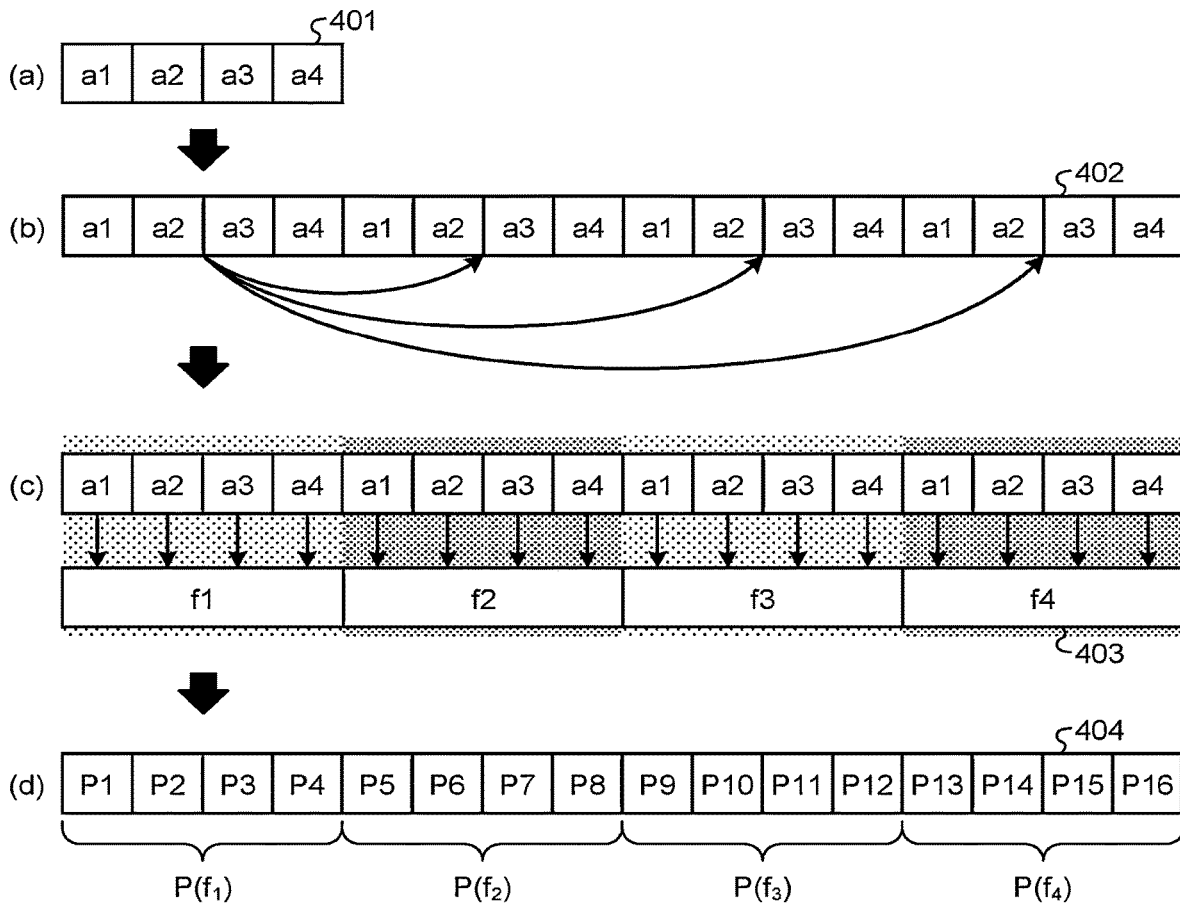 401
(a) a1 a2 a3 a4
402
(b) a1 a2 a3 a4 a1 a2 a3 a4 a1 a2 a3 a4 a1 a2 a3 a4
(c) a1 a2 a3 a4 a1 a2 a3 a4 a1 a2 a3 a4 a1 a2 a3 a4
f1 f2 f3 f4
403
404
(d) P1 P2 P3 P4 P5 P6 P7 P8 P9 P10 P11 P12 P13 P14 P15 P16
P(f₁) P(f₂) P(f₃) P(f₄)